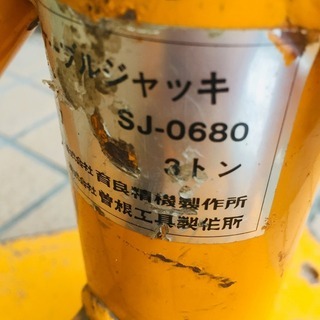 プルジャッキ
SJ-0680
3トン
株式会社 育良精機製作所
株式会社 曽根工具製作所